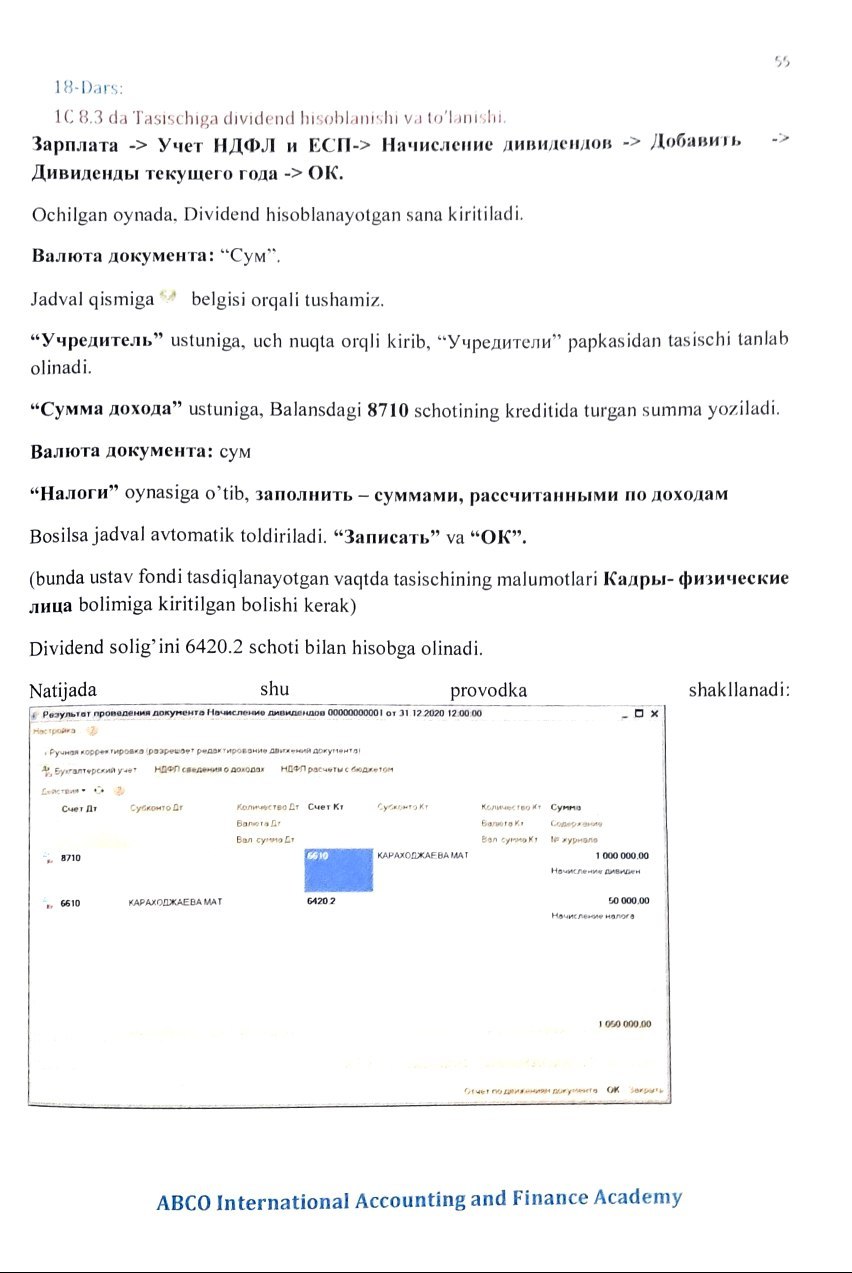 55
18-Dars:
1C 8.3 da Tasischiga dividend hisoblanishi va to'lanishi.
Зарплата -> Учет НДФЛ и ЕСП-> Начисление дивидендов -> Добавить ->
Дивиденды текущего года -> ОК.
Ochilgan oynada, Dividend hisoblanayotgan sana kiritiladi.
Валюта документа: “Сум”.
Jadval qismiga belgisi orqali tushamiz.
“Учредитель” ustuniga, uch nuqta orqli kirib, “Учредители” papkasidan tasischi tanlab
olinadi.
“Сумма дохода” ustuniga, Balansdagi 8710 schotining kreditida turgan summa yoziladi.
Валюта документа: сум
“Налоги” oynasiga o’tib, заполнить – суммами, рассчитанными по доходам
Bosilsa jadval avtomatik toldiriladi. “Записать” va “ОК”.
(bunda ustav fondi tasdiqlanayotgan vaqtda tasischining malumotlari Кадры- физические
лица bolimiga kiritilgan bolishi kerak)
Dividend solig’ini 6420.2 schoti bilan hisobga olinadi.
Natijada shu provodka shakllanadi:
Результат проведения документа Начисление дивидендов 00000000001 от 31.12.2020 12:00:00
Настройка
Ручная корректировка (разрешает редактирование движений документа)
Бухгалтерский учет НДФЛ сведения о доходах НДФЛ расчеты с бюджетом
Действия
Счет Дт Субконто Дт Количество Дт Счет Кт Субконто Кт Количество Кт Сумма
Валюта Дт Валюта Кт Содержание
Вал. сумма Дт Вал. сумма Кт № журнала
8710 6610 КАРАХОДЖАЕВА МАТ 1 000 000,00
Начисление дивиден
6610 КАРАХОДЖАЕВА МАТ 6420.2 50 000,00
Начисление налога
1 050 000,00
Отчет по движениям документа ОК Закрыть
ABCO International Accounting and Finance Academy